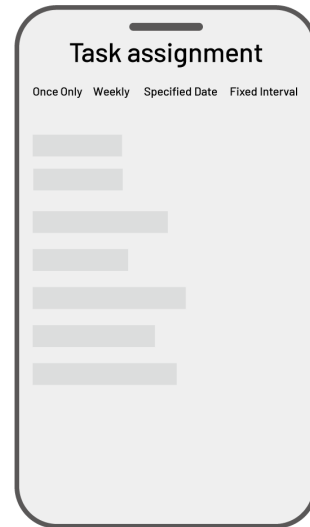 Task assignment
Once Only Weekly Specified Date Fixed Interval